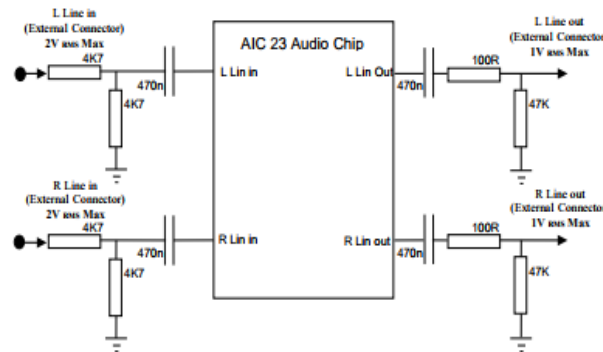 L Line in
(External Connector)
2V RMS Max
4K7
4K7
470n
AIC 23 Audio Chip
L Lin in
L Lin Out
470n
100R
47K
L Line out
(External Connector)
1V RMS Max
R Line in
(External Connector)
2V RMS Max
4K7
4K7
470n
R Lin in
R Lin out
470n
100R
47K
R Line out
(External Connector
1V RMS Max